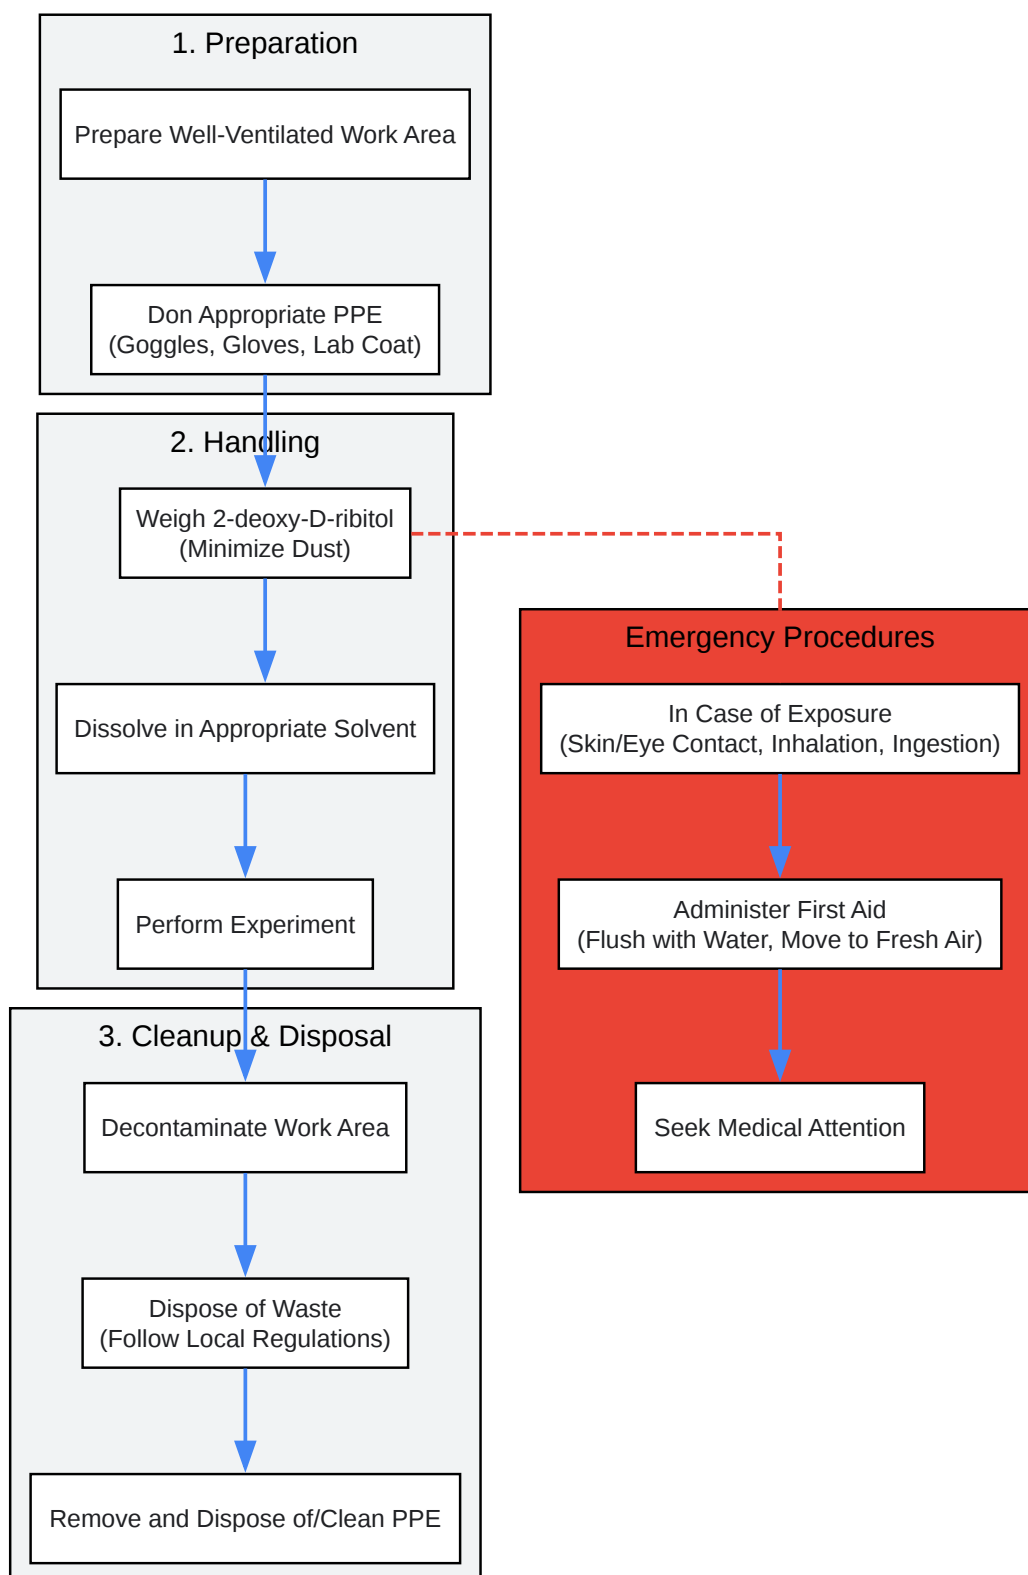 1. Preparation
Prepare Well-Ventilated Work Area
Don Appropriate PPE
(Goggles, Gloves, Lab Coat)
2. Handling
Weigh 2-deoxy-D-ribitol
(Minimize Dust)
Dissolve in Appropriate Solvent
Perform Experiment
3. Cleanup & Disposal
Decontaminate Work Area
Dispose of Waste
(Follow Local Regulations)
Remove and Dispose of/Clean PPE
Emergency Procedures
In Case of Exposure
(Skin/Eye Contact, Inhalation, Ingestion)
Administer First Aid
(Flush with Water, Move to Fresh Air)
Seek Medical Attention